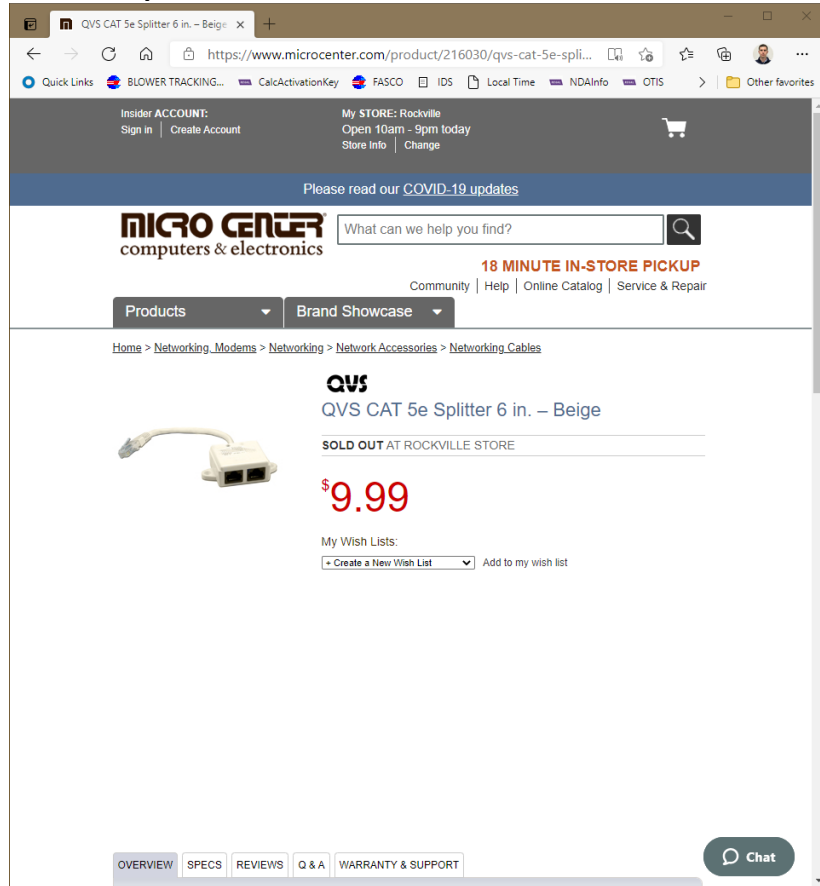 QVS CAT 5e Splitter 6 in. – Beige
https://www.microcenter.com/product/216030/qvs-cat-5e-spli...
Quick Links BLOWER TRACKING... CalcActivationKey FASCO IDS Local Time NDAInfo OTIS Other favorites
Insider ACCOUNT: My STORE: Rockville
Sign in | Create Account Open 10am - 9pm today
Store Info | Change
Please read our COVID-19 updates
MICRO CENTER What can we help you find?
computers & electronics
18 MINUTE IN-STORE PICKUP
Community | Help | Online Catalog | Service & Repair
Products Brand Showcase
Home > Networking, Modems > Networking > Network Accessories > Networking Cables
QVS
QVS CAT 5e Splitter 6 in. – Beige
SOLD OUT AT ROCKVILLE STORE
$9.99
My Wish Lists:
+ Create a New Wish List Add to my wish list
OVERVIEW SPECS REVIEWS Q & A WARRANTY & SUPPORT
Chat